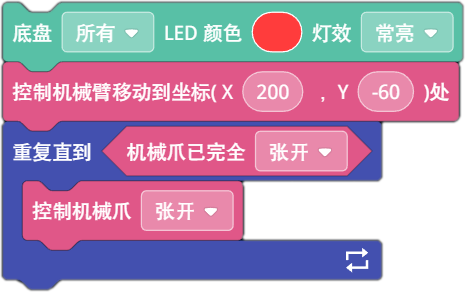 底盘 所有 LED 颜色 灯效 常亮
控制机械臂移动到坐标( X 200 , Y -60 )处
重复直到 机械爪已完全 张开
控制机械爪 张开